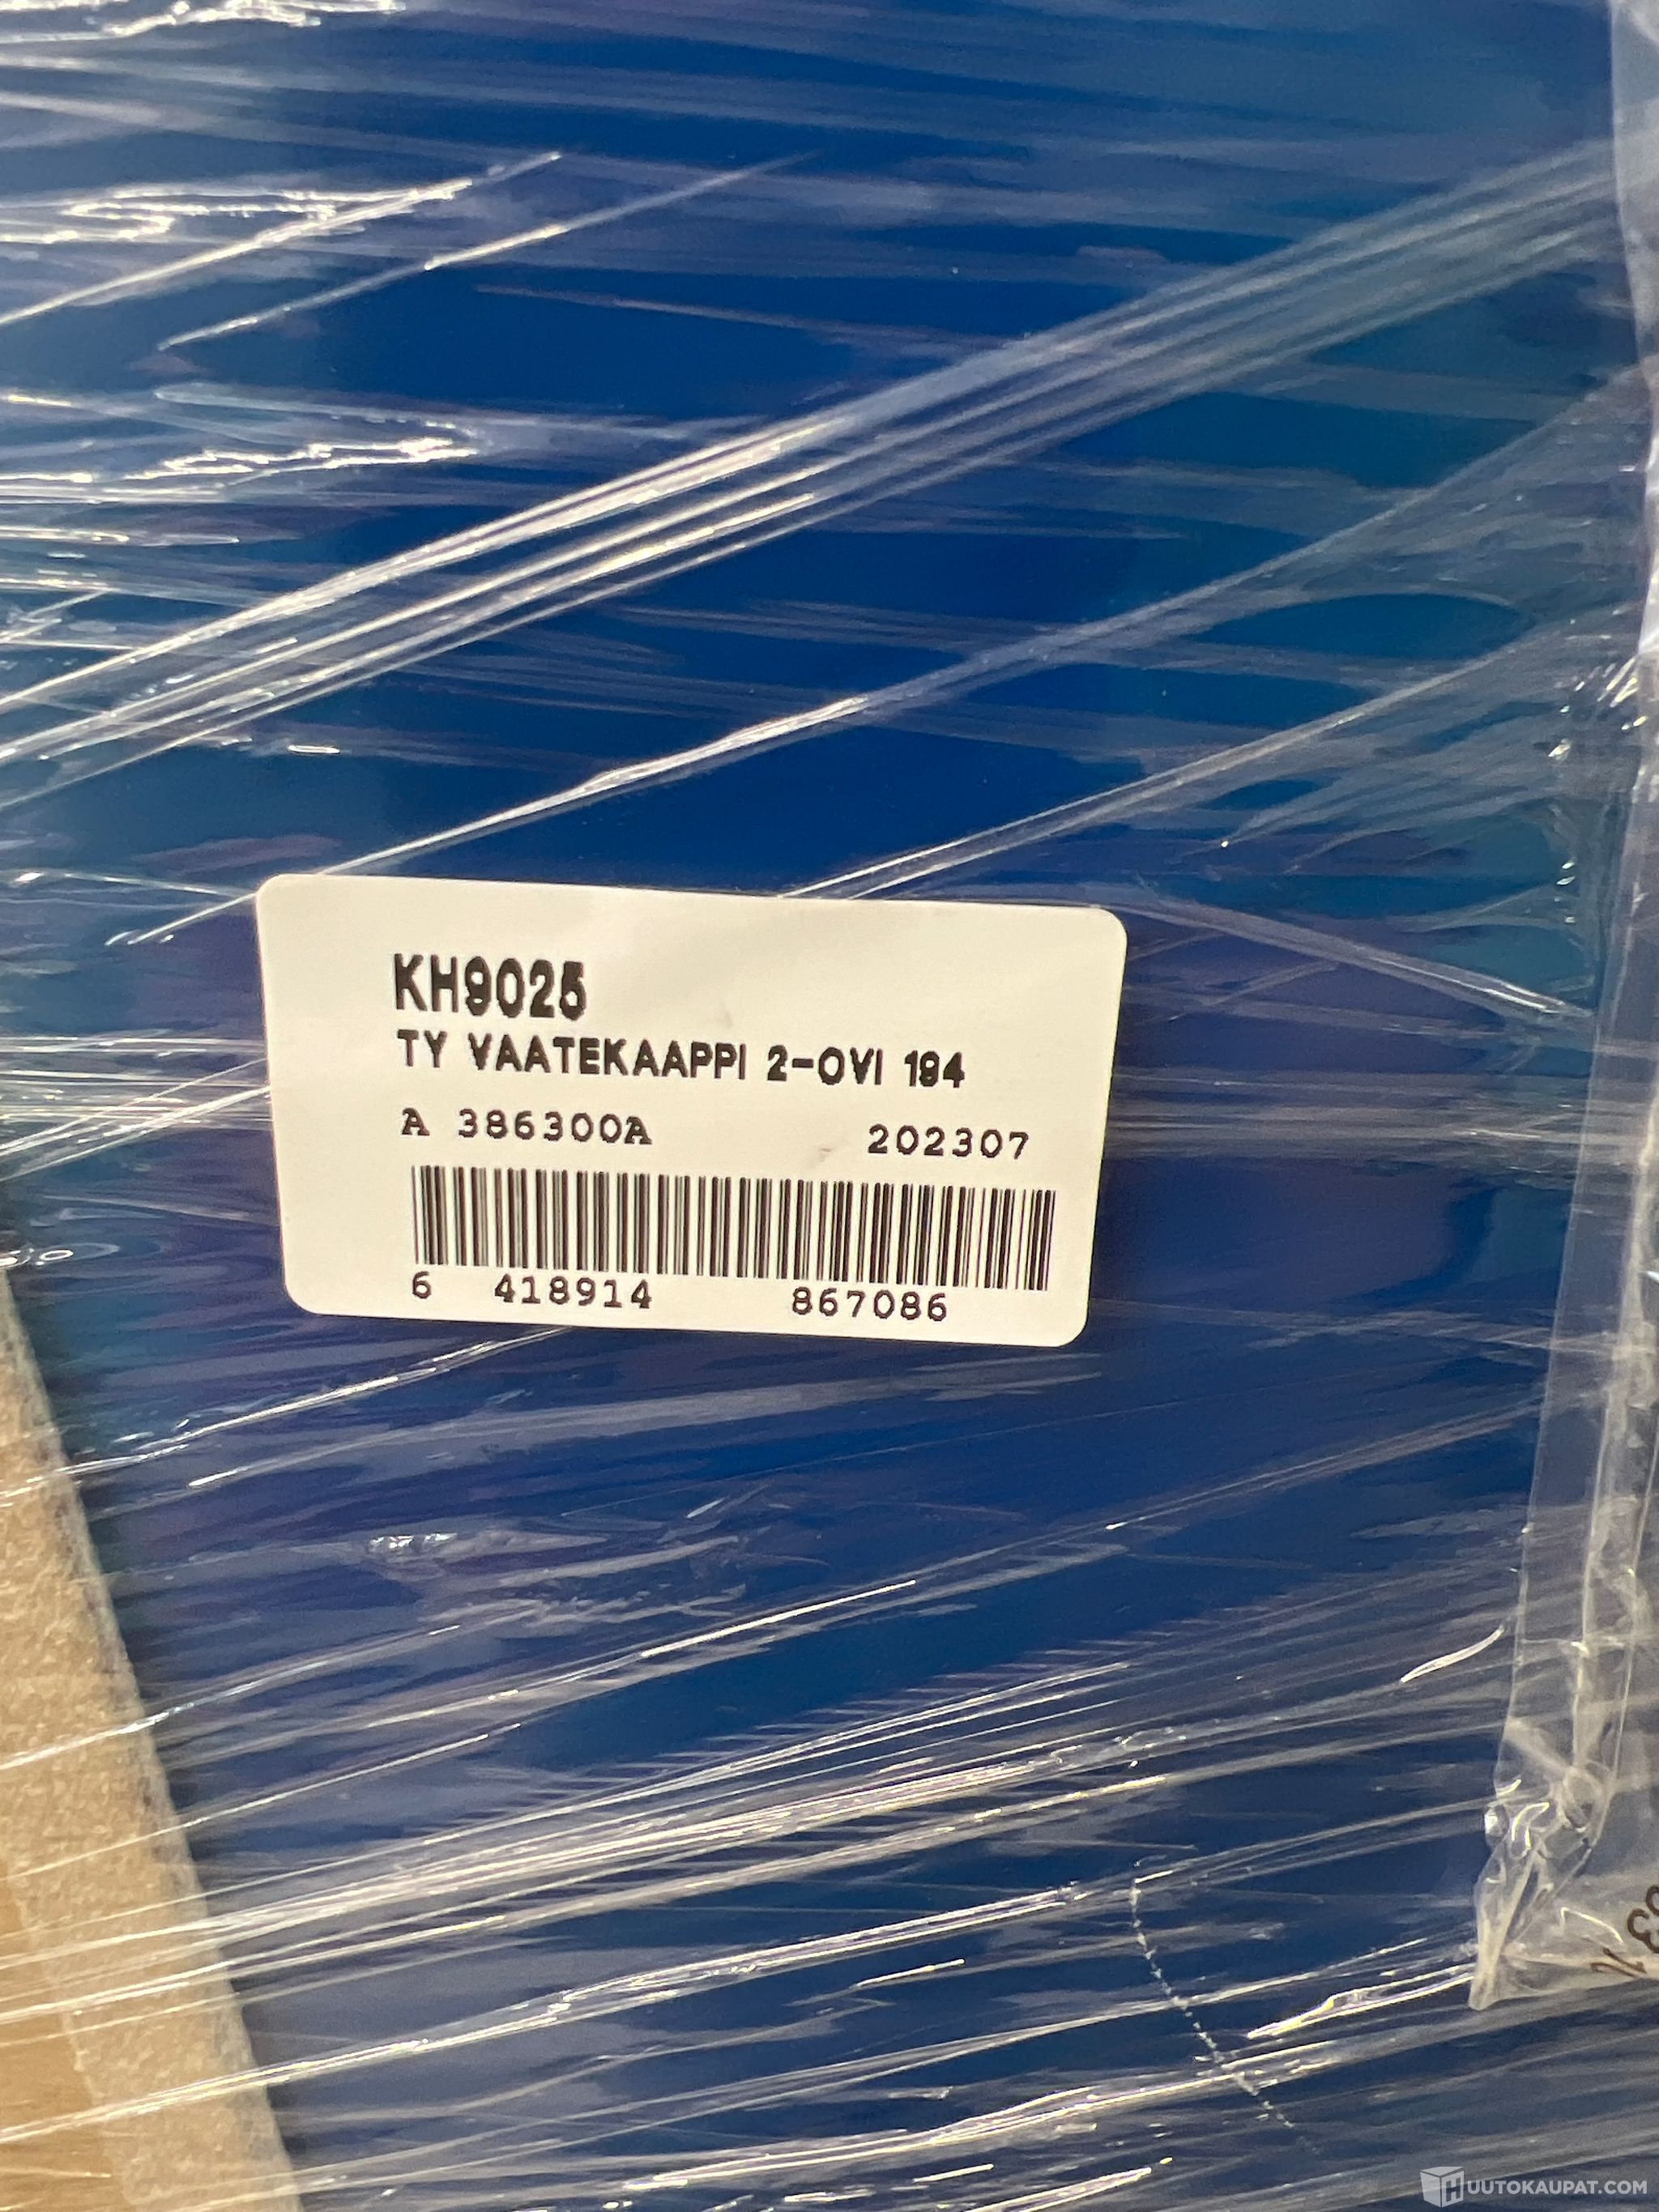 KH9025
TY VAATEKAAPPI 2-OVI 194
A 386300A 202307
6 418914 867086
HUUTOKAUPAT.COM